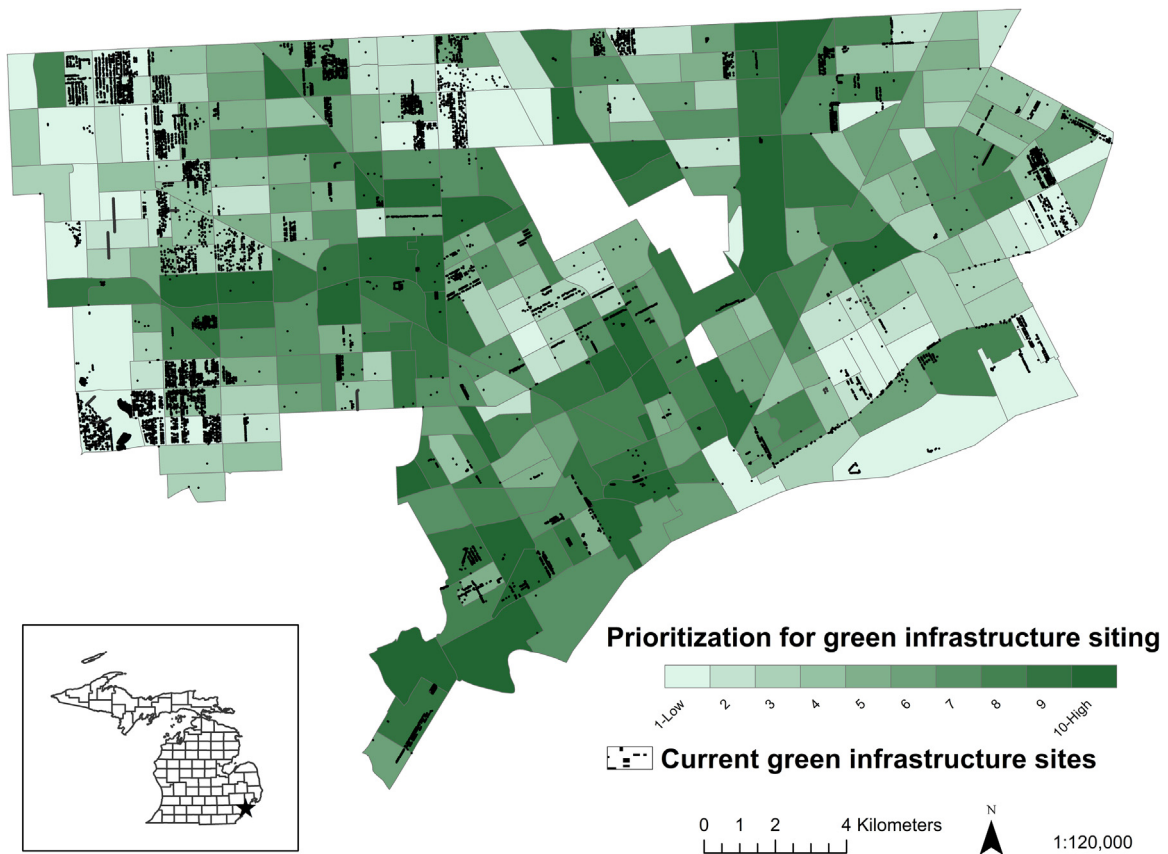 Prioritization for green infrastructure siting
1-Low 2 3 4 5 6 7 8 9 10-High
Current green infrastructure sites
0 1 2 4 Kilometers
N
1:120,000